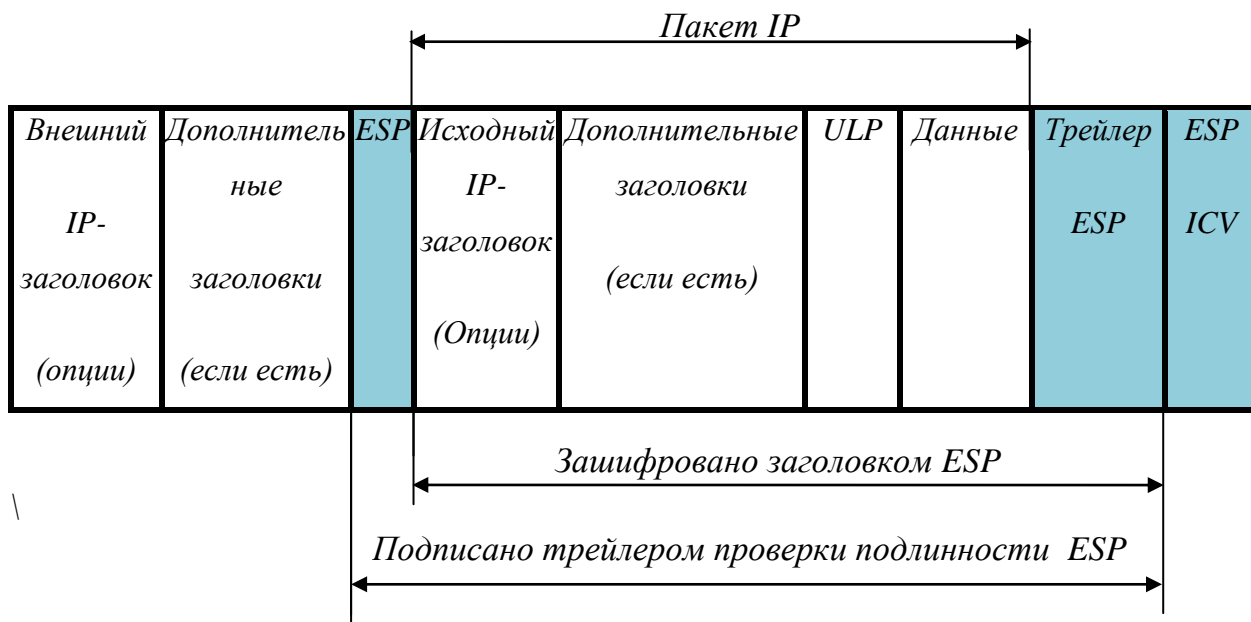 Пакет IP
Внешний
IP-
заголовок
(опции)
Дополнитель
ные
заголовки
(если есть)
ESP
Исходный
IP-
заголовок
(Опции)
Дополнительные
заголовки
(если есть)
ULP
Данные
Трейлер
ESP
ESP
ICV
Зашифровано заголовком ESP
\
Подписано трейлером проверки подлинности ESP